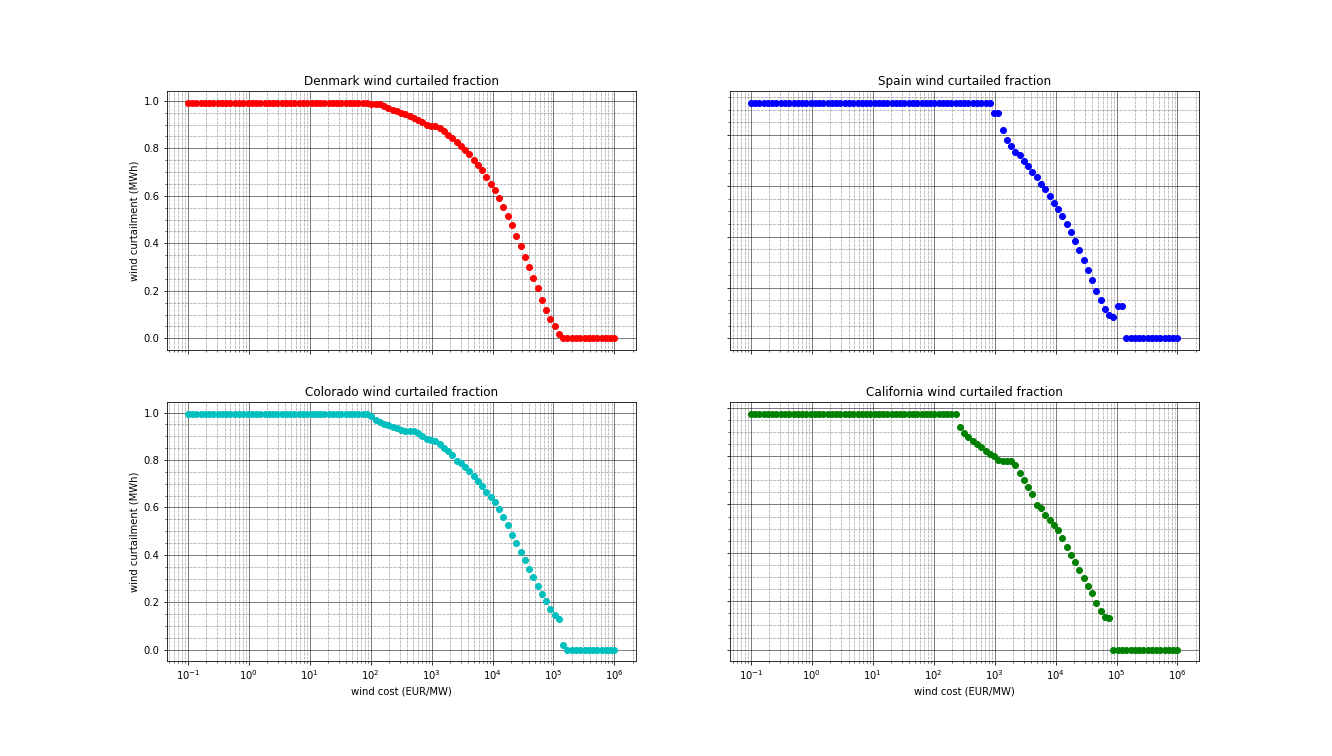 Denmark wind curtailed fraction
Spain wind curtailed fraction
wind curtailment (MWh)
1.0
0.8
0.6
0.4
0.2
0.0
Colorado wind curtailed fraction
California wind curtailed fraction
wind curtailment (MWh)
1.0
0.8
0.6
0.4
0.2
0.0
10⁻¹ 10⁰ 10¹ 10² 10³ 10⁴ 10⁵ 10⁶
10⁻¹ 10⁰ 10¹ 10² 10³ 10⁴ 10⁵ 10⁶
wind cost (EUR/MW)
wind cost (EUR/MW)